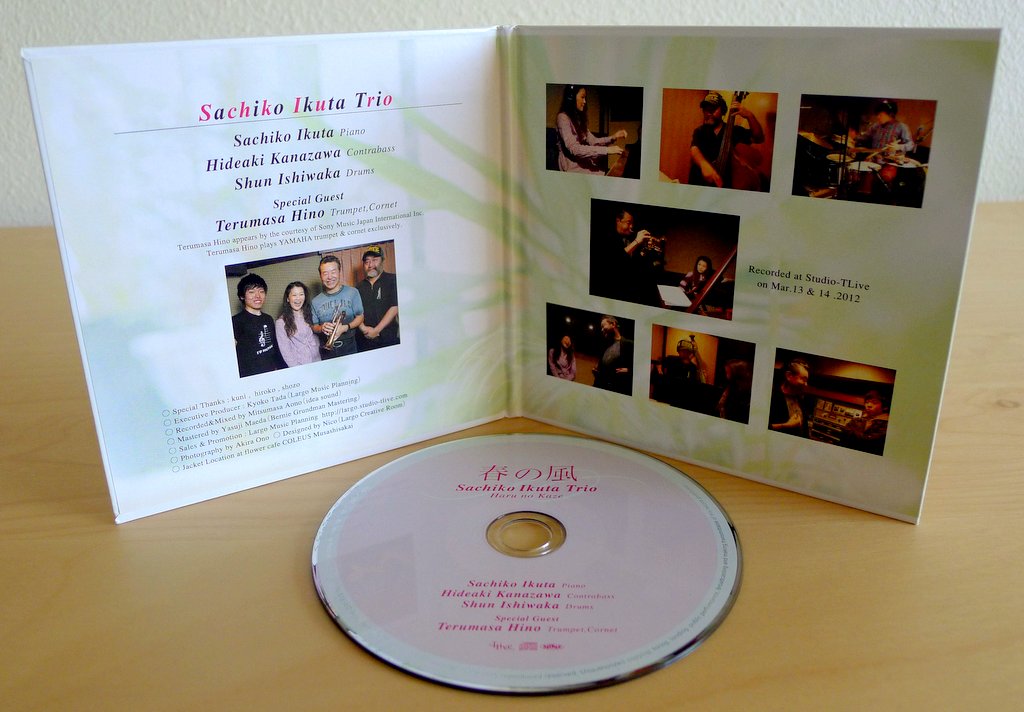 Sachiko Ikuta Trio
Sachiko Ikuta Piano
Hideaki Kanazawa Contrabass
Shun Ishiwaka Drums
Special Guest
Terumasa Hino Trumpet,Cornet
Terumasa Hino appears by the courtesy of Sony Music Japan International Inc.
Terumasa Hino plays YAMAHA trumpet & cornet exclusively.
○ Special Thanks : kuni , hiroko , shozo
○ Executive Producer : Kyoko Tada (Largo Music Planning)
○ Recorded&Mixed by Mitsumasa Aono (idea sound)
○ Mastered by Yasuji Maeda (Bernie Grundman Mastering)
○ Sales & Promotion : Largo Music Planning http://largo.studio-tlive.com
○ Photography by Akira Ono ○ Designed by Nico (Largo Creative Room)
○ Jacket Location at flower cafe COLEUS Musashisakai
Recorded at Studio-TLive
on Mar.13 & 14 .2012
春の風
Sachiko Ikuta Trio
Haru no Kaze
Sachiko Ikuta Piano
Hideaki Kanazawa Contrabass
Shun Ishiwaka Drums
Special Guest
Terumasa Hino Trumpet,Cornet